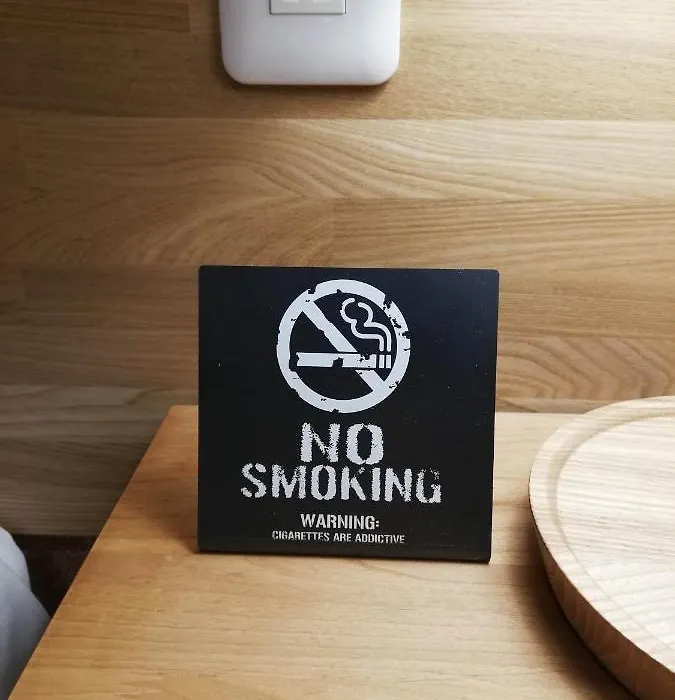 NO
SMOKING
WARNING:
CIGARETTES ARE ADDICTIVE